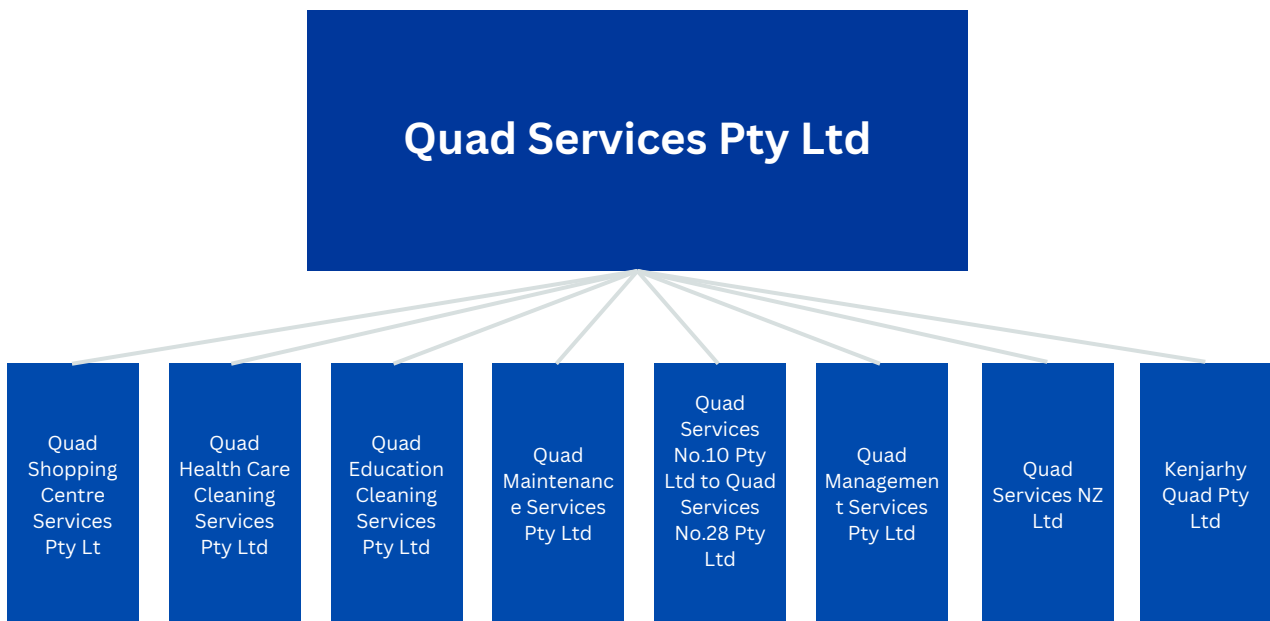 Quad Services Pty Ltd
Quad
Shopping
Centre
Services
Pty Lt
Quad
Health Care
Cleaning
Services
Pty Ltd
Quad
Education
Cleaning
Services
Pty Ltd
Quad
Maintenanc
e Services
Pty Ltd
Quad
Services
No.10 Pty
Ltd to Quad
Services
No.28 Pty
Ltd
Quad
Managemen
t Services
Pty Ltd
Quad
Services NZ
Ltd
Kenjarhy
Quad Pty
Ltd